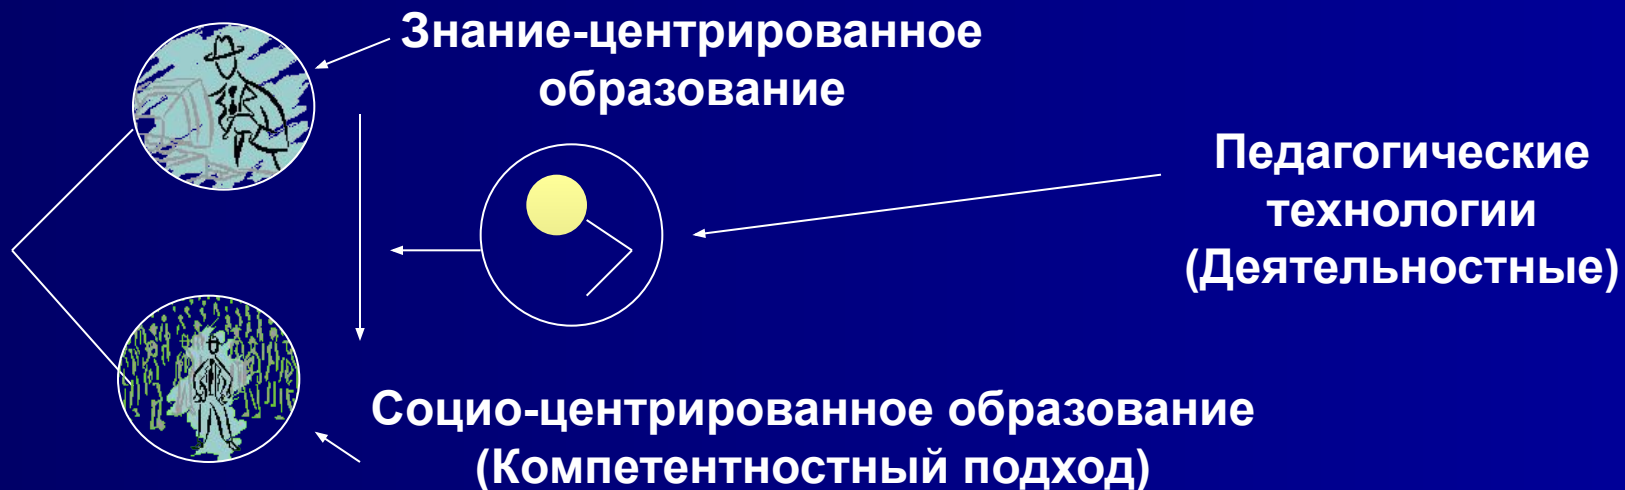 Знание-центрированное
образование
Педагогические
технологии
(Деятельностные)
Социо-центрированное образование
(Компетентностный подход)